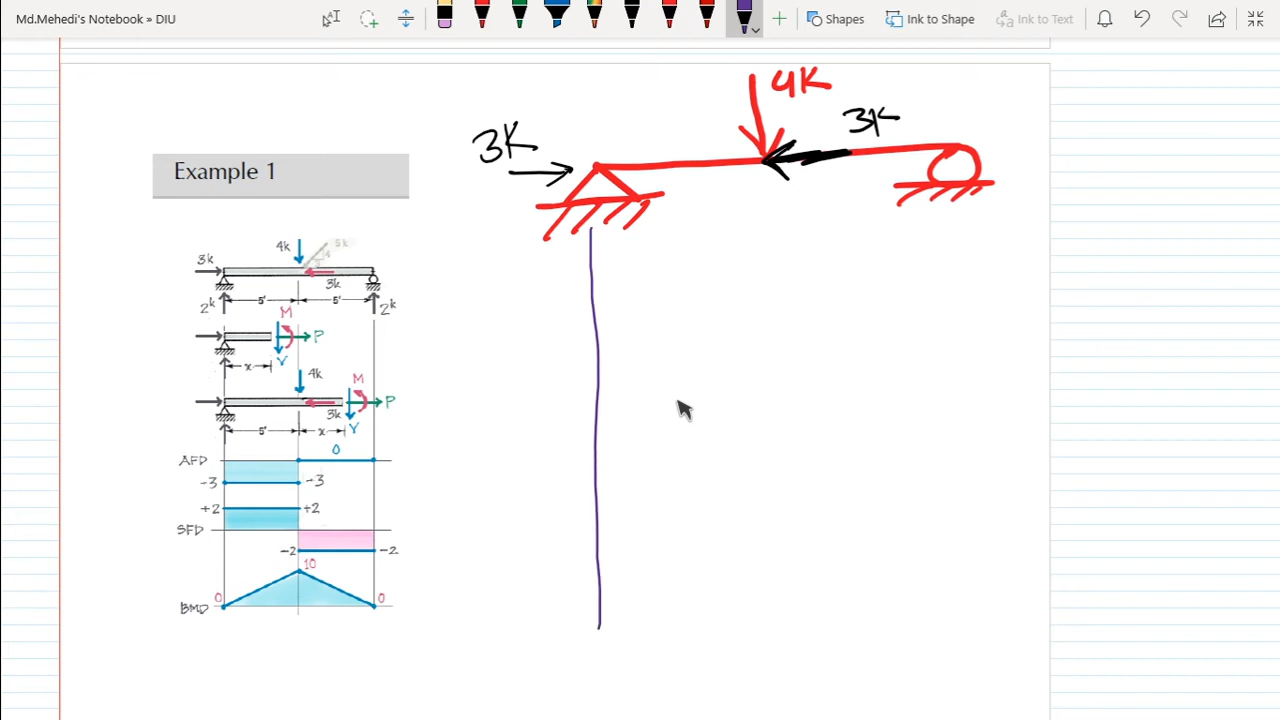 Md.Mehedi's Notebook » DIU
Shapes
Ink to Shape
Ink to Text
4K
3K
3K
Example 1
4k
5k
3k
3k
2k
5'
5'
2k
M
P
V
x
4k
M
P
3k
V
5'
x
0
AFD
-3
-3
+2
+2
SFD
-2
-2
10
0
0
BMD